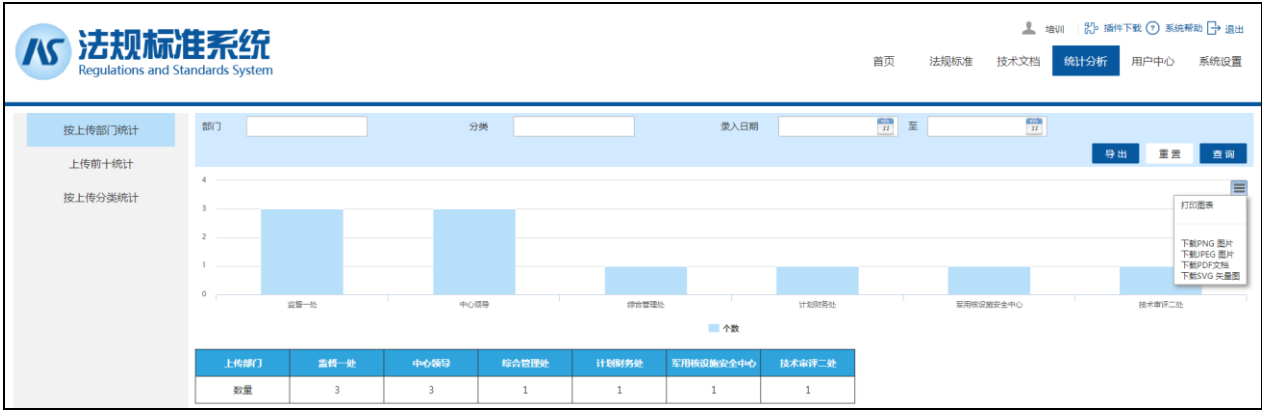 培训 插件下载 系统帮助 退出
法规标准系统
Regulations and Standards System
首页 法规标准 技术文档 统计分析 用户中心 系统设置
按上传部门统计
上传前十统计
按上传分类统计
部门 分类 录入日期 至
导出 重置 查询
打印图表
下载PNG 图片
下载JPEG 图片
下载PDF文档
下载SVG 矢量图
4
3
2
1
0
监督一处 中心领导 综合管理处 计划财务处 军用核设施安全中心 技术审评二处
个数
上传部门 监督一处 中心领导 综合管理处 计划财务处 军用核设施安全中心 技术审评二处
数量 3 3 1 1 1 1